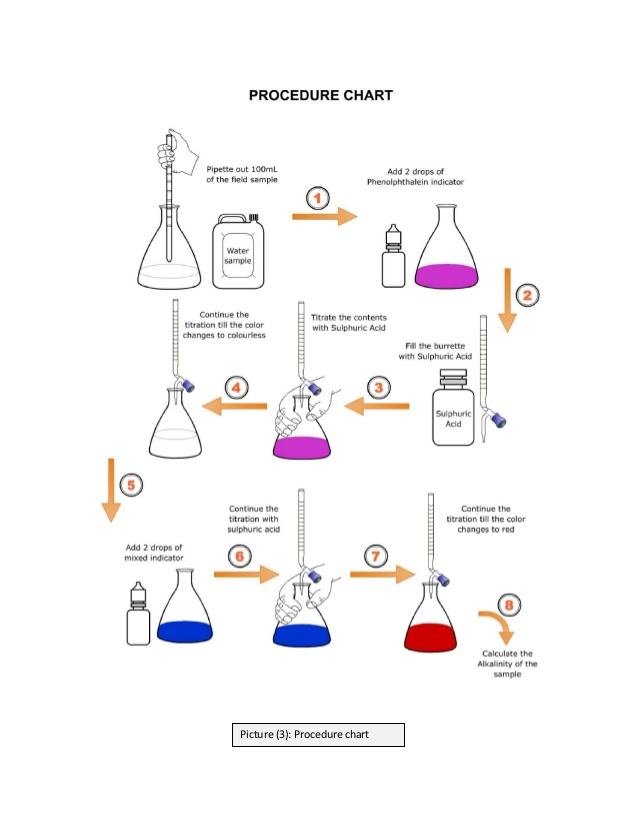 PROCEDURE CHART
Pipette out 100mL
of the field sample
Water
sample
1
Add 2 drops of
Phenolphthalein indicator
2
Fill the burrette
with Sulphuric Acid
Sulphuric
Acid
3
Titrate the contents
with Sulphuric Acid
4
Continue the
titration till the color
changes to colourless
5
Add 2 drops of
mixed indicator
6
Continue the
titration with
sulphuric acid
7
Continue the
titration till the color
changes to red
8
Calculate the
Alkalinity of the
sample
Picture (3): Procedure chart